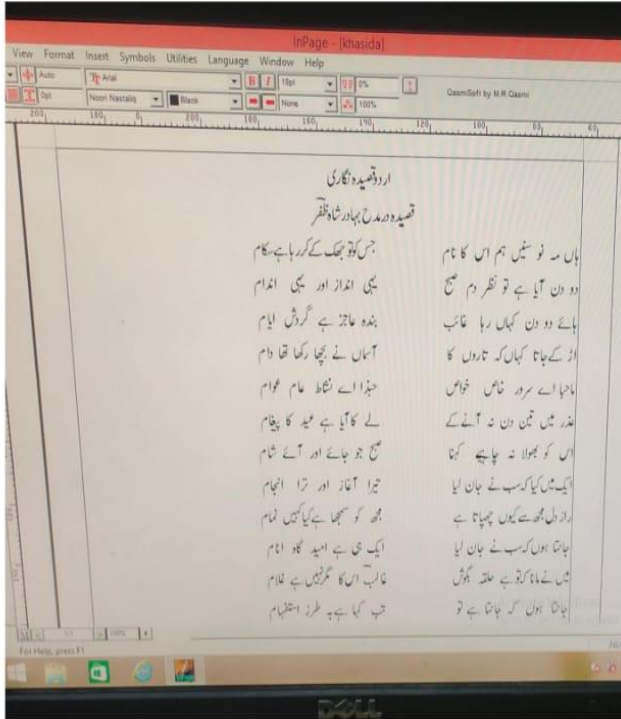 InPage - [khasida]
View Format Insert Symbols Utilities Language Window Help
Auto Arial B I 18pt 0%
0pt Noori Nastaliq Black None 100%
QasmiSoft by M.R.Qasmi
اردو قصیدہ نگاری
قصیدہ در مدح بہادر شاہ ظفر
ہاں مہ نو سنیں ہم اس کا نام جس کو تو جھک کے کر رہا ہے سکام
دو دن آیا ہے تو نظر دم صبح یہی انداز اور یہی اندام
ہائے دو دن کہاں رہا غائب بندہ عاجز ہے گردش ایام
اڑ کے جاتا کہاں کہ تاروں کا آسماں نے بچھا رکھا تھا دام
ماحبا اے سرور خاص خواص حبذا اے نشاط عام عوام
عذر میں تین دن نہ آنے کے لے کا آیا ہے عید کا پیغام
اس کو بھولا نہ چاہیے کہنا صبح جو جائے اور آئے شام
ایک میں کیا کہ سب نے جان لیا تیرا آغاز اور ترا انجام
راز دل مجھ سے کیوں چھپاتا ہے مجھ کو سمجھا ہے کیا کہیں نمام
جانتا ہوں کہ سب نے جان لیا ایک ہی ہے امید گاہ انام
میں نے مانا کہ تو ہے حلقہ بگوش غالب اس کا مگر نہیں ہے غلام
جانتا ہوں کہ جانتا ہے تو تب کہا ہے بہ طرز استفہام
100%
For Help, press F1
DELL